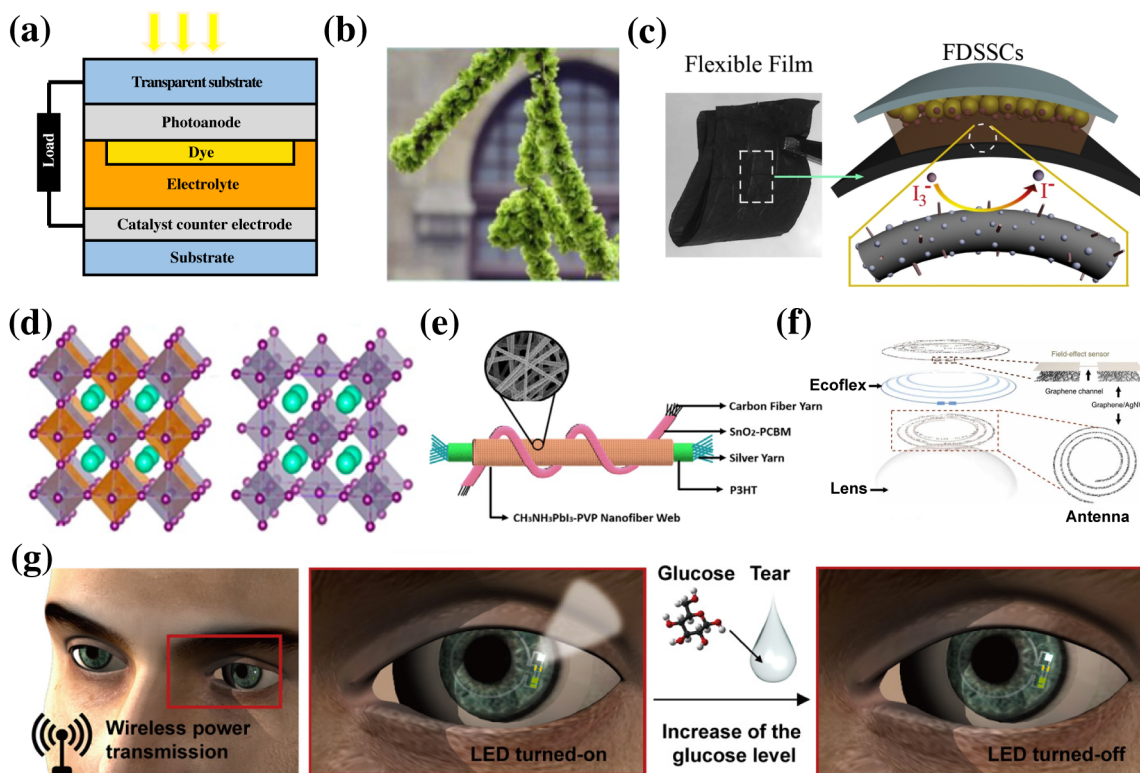 (a)
Transparent substrate
Photoanode
Dye
Electrolyte
Catalyst counter electrode
Substrate
Load
(b)
(c)
Flexible Film
FDSSCs
I₃⁻
I⁻
(d)
(e)
Carbon Fiber Yarn
SnO₂-PCBM
Silver Yarn
P3HT
CH₃NH₃PbI₃-PVP Nanofiber Web
(f)
Field-effect sensor
Graphene channel
Graphene/AgN
Ecoflex
Lens
Antenna
(g)
Wireless power
transmission
LED turned-on
Glucose
Tear
Increase of the
glucose level
LED turned-off